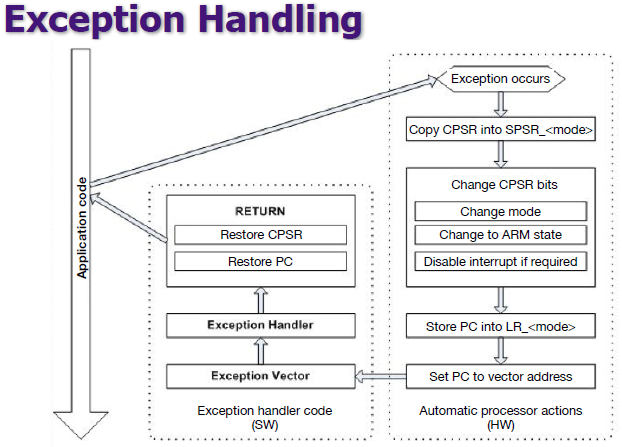 Exception Handling
Application code
Exception occurs
Copy CPSR into SPSR_<mode>
Change CPSR bits
Change mode
Change to ARM state
Disable interrupt if required
Store PC into LR_<mode>
Set PC to vector address
Automatic processor actions
(HW)
RETURN
Restore CPSR
Restore PC
Exception Handler
Exception Vector
Exception handler code
(SW)